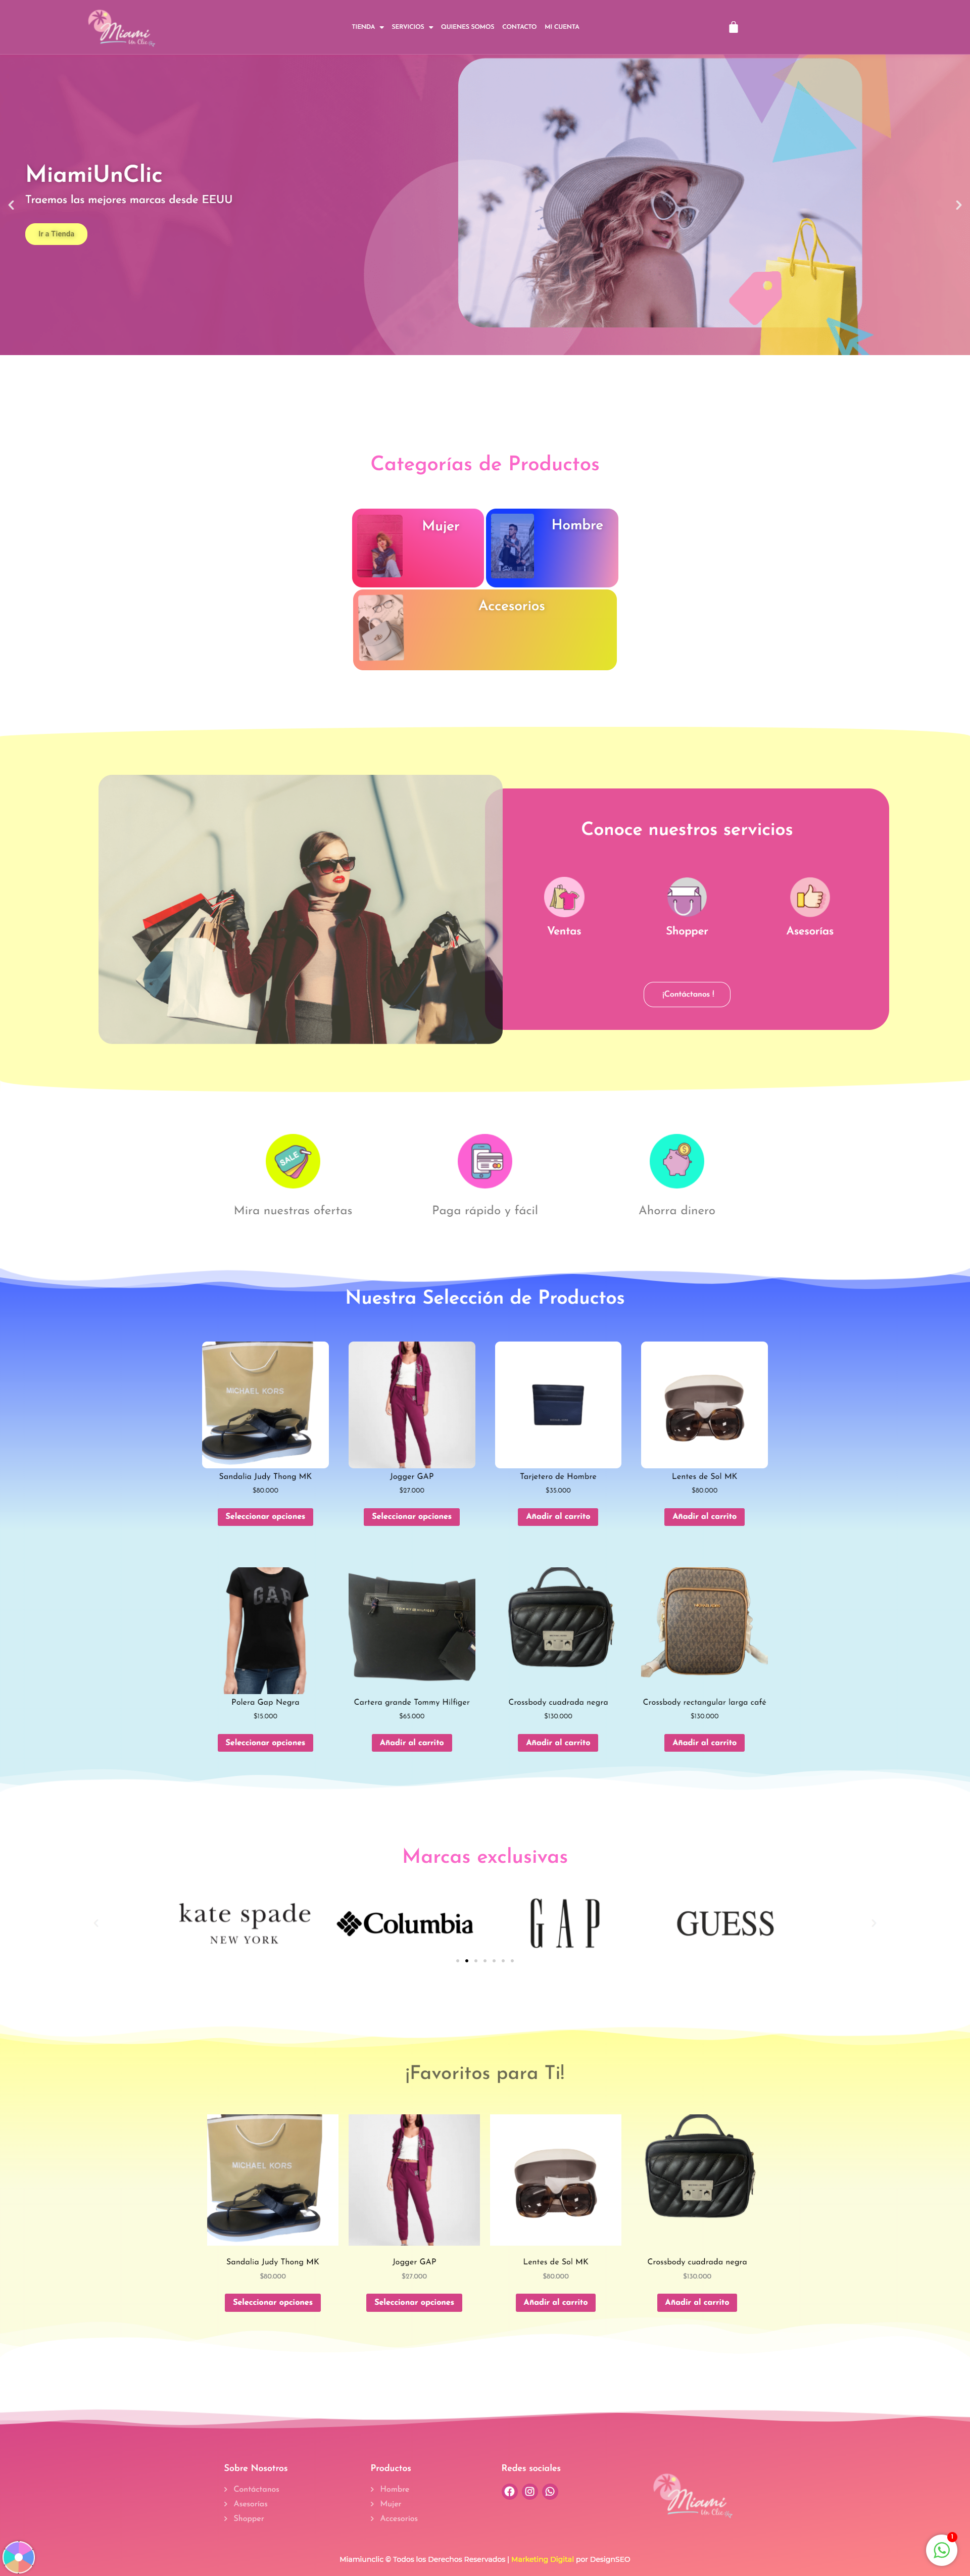 Miami
Un Clic
TIENDA
SERVICIOS
QUIENES SOMOS
CONTACTO
MI CUENTA
MiamiUnClic
Traemos las mejores marcas desde EEUU
Ir a Tienda
Categorías de Productos
Mujer
Hombre
Accesorios
Conoce nuestros servicios
Ventas
Shopper
Asesorías
¡Contáctanos !
SALE
Mira nuestras ofertas
Paga rápido y fácil
Ahorra dinero
Nuestra Selección de Productos
MICHAEL KORS
Sandalia Judy Thong MK
$80.000
Seleccionar opciones
Jogger GAP
$27.000
Seleccionar opciones
Tarjetero de Hombre
$35.000
Añadir al carrito
Lentes de Sol MK
$80.000
Añadir al carrito
GAP
Polera Gap Negra
$15.000
Seleccionar opciones
TOMMY HILFIGER
Cartera grande Tommy Hilfiger
$65.000
Añadir al carrito
Crossbody cuadrada negra
$130.000
Añadir al carrito
Crossbody rectangular larga café
$130.000
Añadir al carrito
Marcas exclusivas
kate spade
NEW YORK
Columbia
GAP
GUESS
¡Favoritos para Ti!
MICHAEL KORS
Sandalia Judy Thong MK
$80.000
Seleccionar opciones
Jogger GAP
$27.000
Seleccionar opciones
Lentes de Sol MK
$80.000
Añadir al carrito
Crossbody cuadrada negra
$130.000
Añadir al carrito
Sobre Nosotros
Contáctanos
Asesorías
Shopper
Productos
Hombre
Mujer
Accesorios
Redes sociales
Miami
Un Clic
Miamiunclic © Todos los Derechos Reservados | Marketing Digital por DesignSEO
1